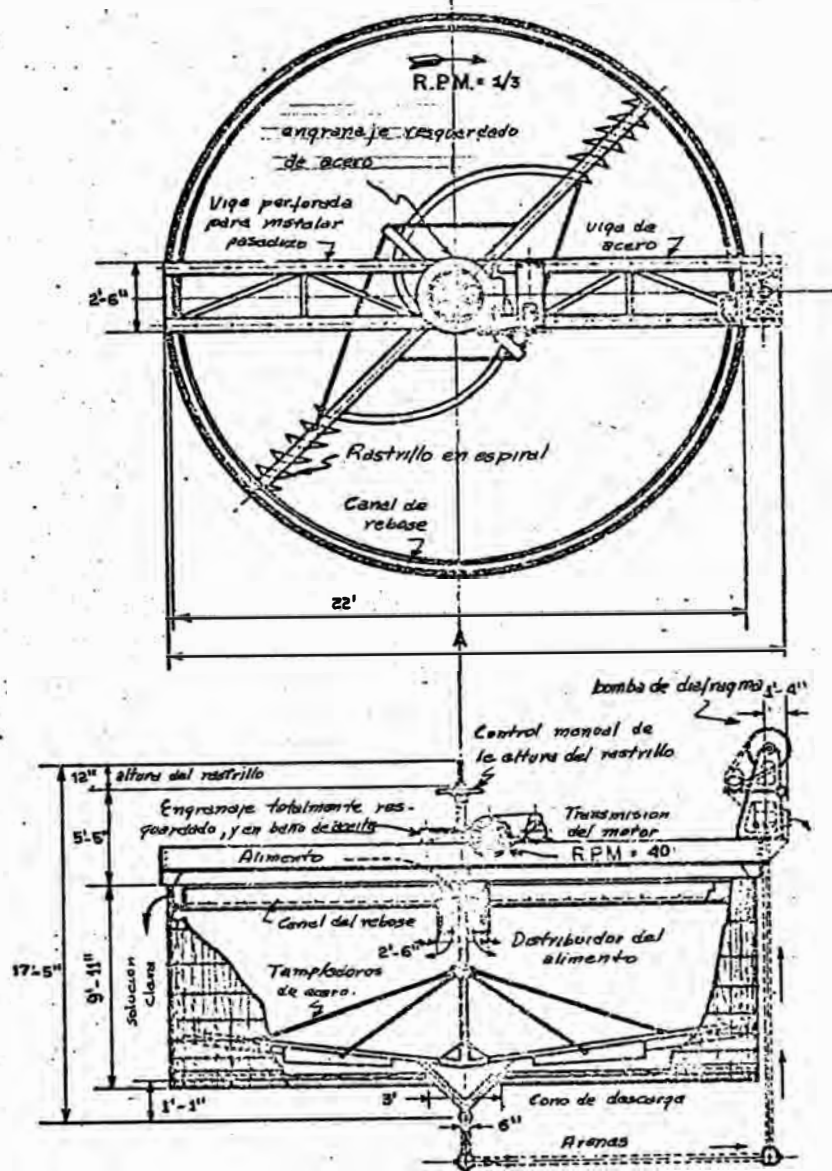 R.P.M. = 1/3
angranaje resguardado
de acero
Viga perforada
para instalar
pasadizo
viga de
acero
2'-6"
Rastrillo en espiral
Canal de
rebose
22'
A
bomba de diafragma
1'-4"
Control manual de
la altura del rastrillo
12"
altura del rastrillo
Engranaje totalmente res-
guardado, y en baño de aceite
Transmision
del motor
5'-5"
Alimento
R.P.M = 40
Canal del rebose
2'-6"
Distribuidor del
alimento
17'-5"
9'-11"
solucion
clara
Templadores
de acero.
1'-1"
3'
Cono de dascarga
6"
Arenas